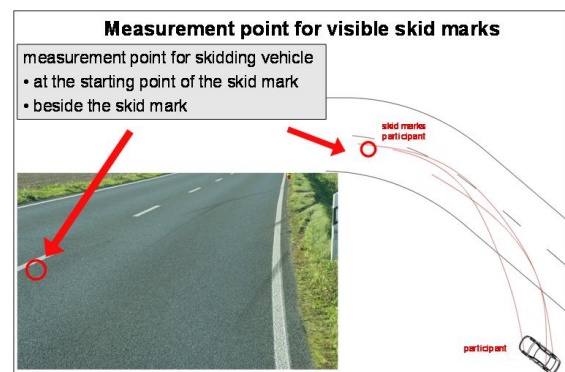 Measurement point for visible skid marks
measurement point for skidding vehicle
• at the starting point of the skid mark
• beside the skid mark
skid marks
participant
participant